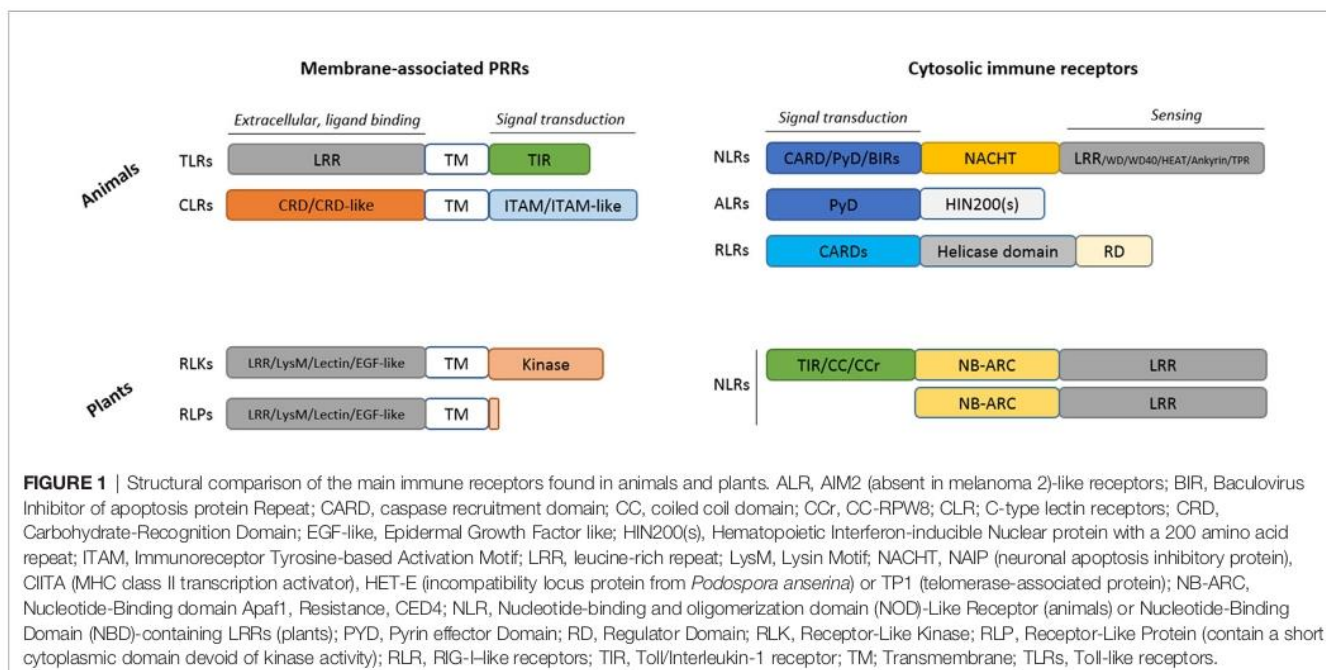 Membrane-associated PRRs
Cytosolic immune receptors
Extracellular, ligand binding
Signal transduction
Signal transduction
Sensing
Animals
TLRs
LRR
TM
TIR
CLRs
CRD/CRD-like
TM
ITAM/ITAM-like
NLRs
CARD/PyD/BIRs
NACHT
LRR/WD/WD40/HEAT/Ankyrin/TPR
ALRs
PyD
HIN200(s)
RLRs
CARDs
Helicase domain
RD
Plants
RLKs
LRR/LysM/Lectin/EGF-like
TM
Kinase
RLPs
LRR/LysM/Lectin/EGF-like
TM
NLRs
TIR/CC/CCr
NB-ARC
LRR
NB-ARC
LRR
FIGURE 1 | Structural comparison of the main immune receptors found in animals and plants. ALR, AIM2 (absent in melanoma 2)-like receptors; BIR, Baculovirus
Inhibitor of apoptosis protein Repeat; CARD, caspase recruitment domain; CC, coiled coil domain; CCr, CC-RPW8; CLR; C-type lectin receptors; CRD,
Carbohydrate-Recognition Domain; EGF-like, Epidermal Growth Factor like; HIN200(s), Hematopoietic Interferon-inducible Nuclear protein with a 200 amino acid
repeat; ITAM, Immunoreceptor Tyrosine-based Activation Motif; LRR, leucine-rich repeat; LysM, Lysin Motif; NACHT, NAIP (neuronal apoptosis inhibitory protein),
CIITA (MHC class II transcription activator), HET-E (incompatibility locus protein from Podospora anserina) or TP1 (telomerase-associated protein); NB-ARC,
Nucleotide-Binding domain Apaf1, Resistance, CED4; NLR, Nucleotide-binding and oligomerization domain (NOD)-Like Receptor (animals) or Nucleotide-Binding
Domain (NBD)-containing LRRs (plants); PYD, Pyrin effector Domain; RD, Regulator Domain; RLK, Receptor-Like Kinase; RLP, Receptor-Like Protein (contain a short
cytoplasmic domain devoid of kinase activity); RLR, RIG-I-like receptors; TIR, Toll/Interleukin-1 receptor; TM; Transmembrane; TLRs, Toll-like receptors.